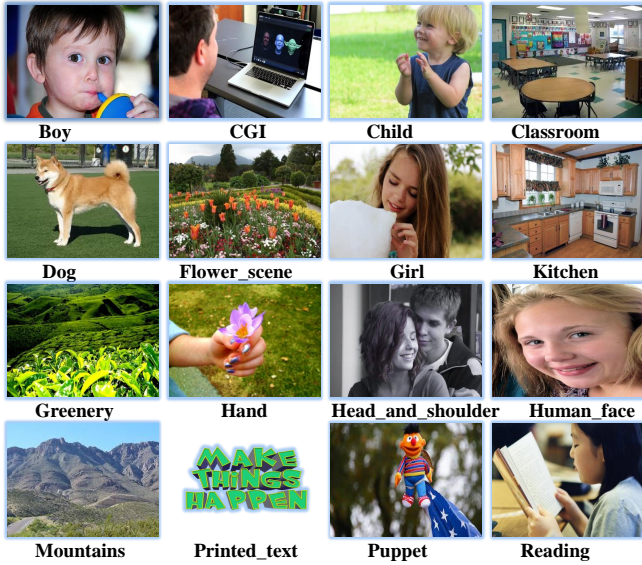 Boy CGI Child Classroom
Dog Flower_scene Girl Kitchen
Greenery Hand Head_and_shoulder Human_face
MAKE
THINGS
HAPPEN
Mountains Printed_text Puppet Reading